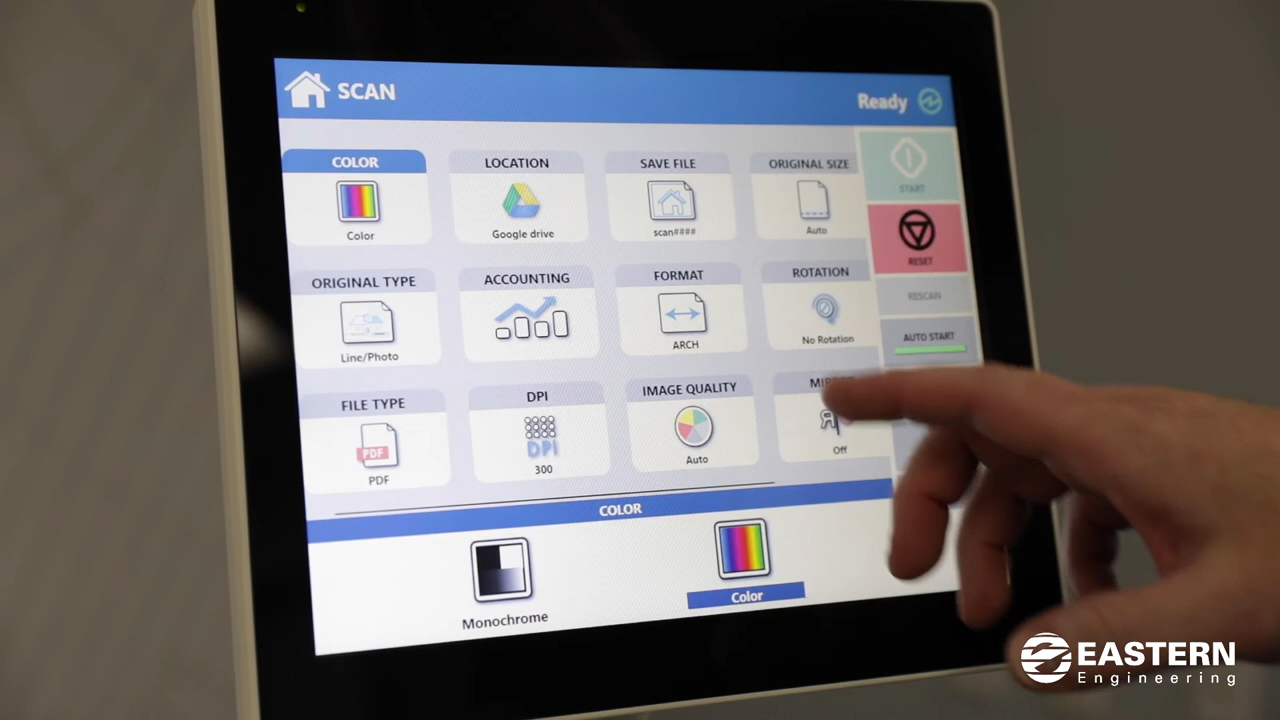 SCAN
Ready
COLOR
Color
LOCATION
Google drive
SAVE FILE
scan####
ORIGINAL SIZE
Auto
START
RESET
ORIGINAL TYPE
Line/Photo
ACCOUNTING
FORMAT
ARCH
ROTATION
No Rotation
RESCAN
AUTO START
FILE TYPE
PDF
PDF
DPI
DPI
300
IMAGE QUALITY
Auto
Off
COLOR
Monochrome
Color
EASTERN
Engineering